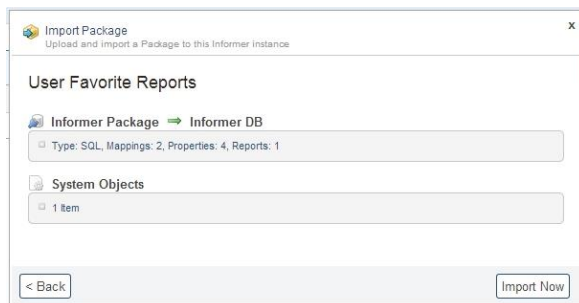 Import Package
x
Upload and import a Package to this Informer instance
User Favorite Reports
Informer Package ⇒ Informer DB
Type: SQL, Mappings: 2, Properties: 4, Reports: 1
System Objects
1 Item
< Back
Import Now